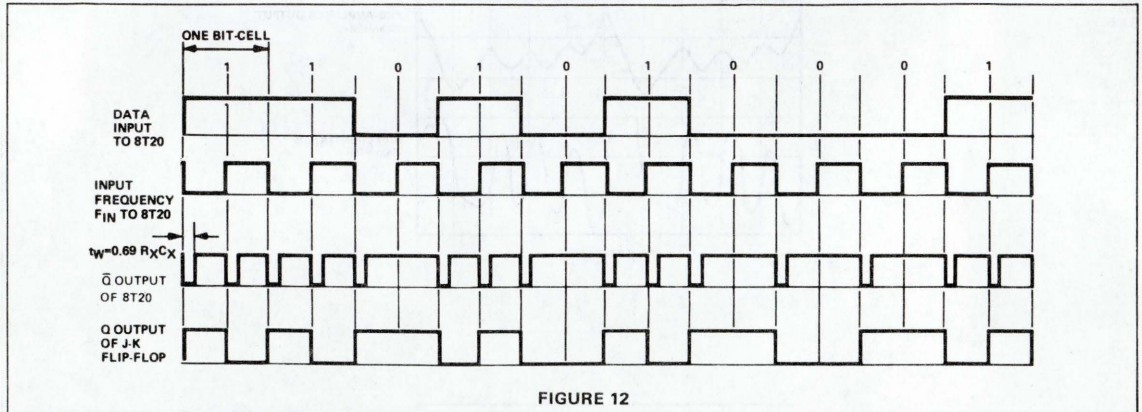 ONE BIT-CELL
1 1 0 1 0 1 0 0 0 1
DATA
INPUT
TO 8T20
INPUT
FREQUENCY
FIN TO 8T20
tW=0.69 RXCX
Q̄ OUTPUT
OF 8T20
Q OUTPUT
OF J-K
FLIP-FLOP
FIGURE 12